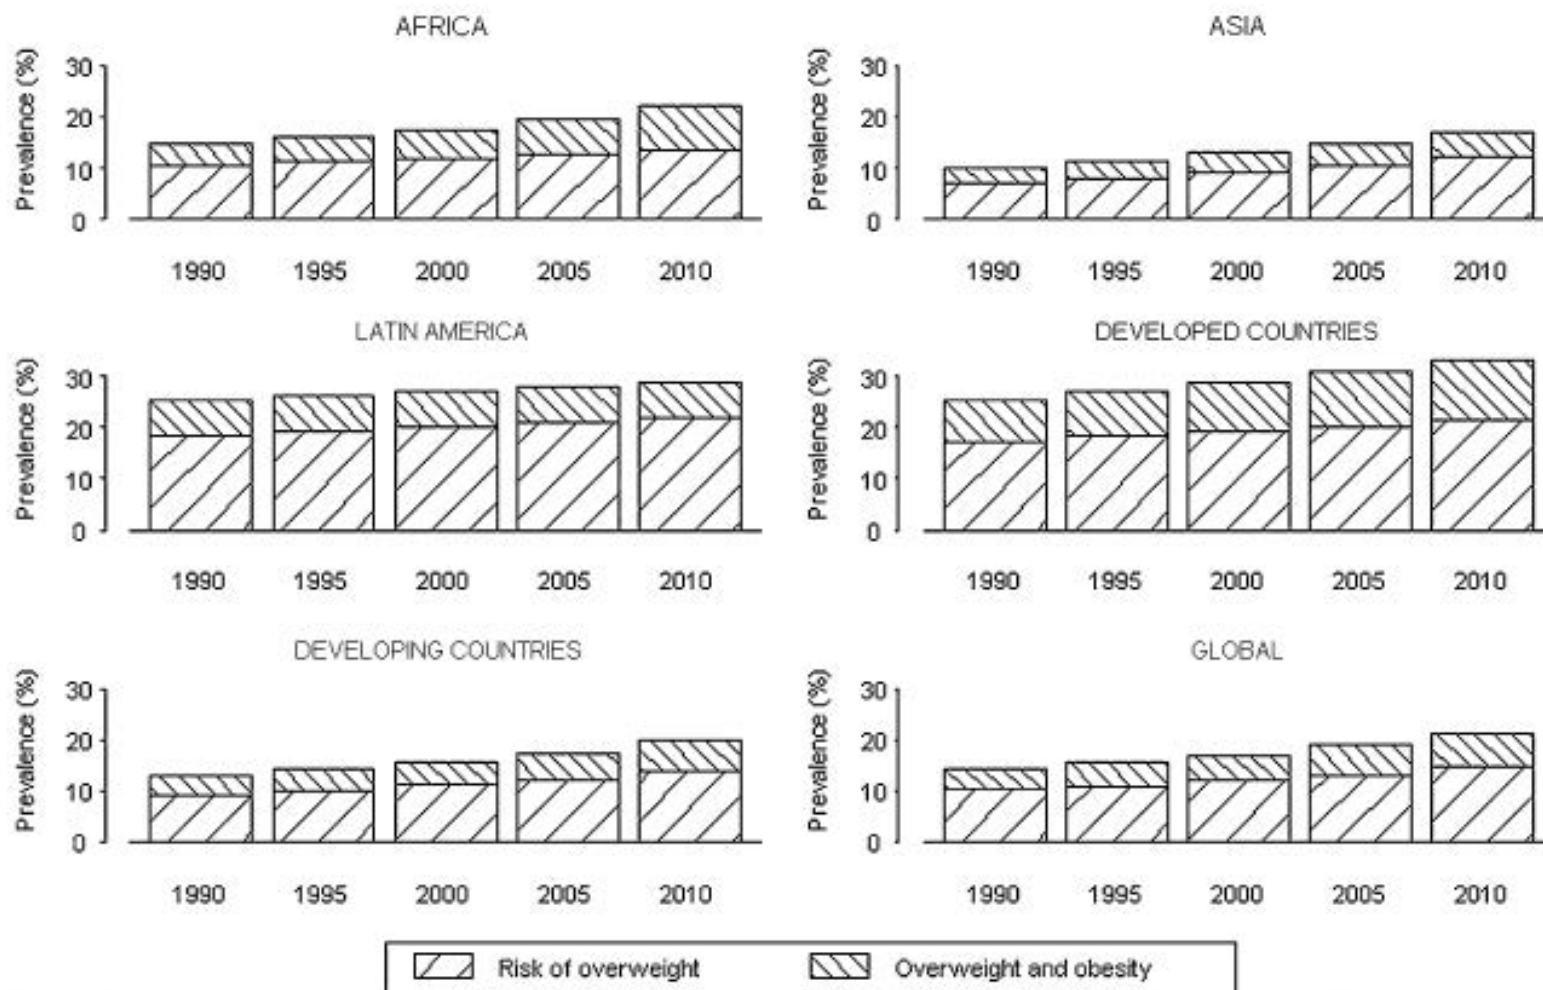 AFRICA
Prevalence (%)
30
20
10
0
1990 1995 2000 2005 2010
ASIA
Prevalence (%)
30
20
10
0
1990 1995 2000 2005 2010
LATIN AMERICA
Prevalence (%)
30
20
10
0
1990 1995 2000 2005 2010
DEVELOPED COUNTRIES
Prevalence (%)
30
20
10
0
1990 1995 2000 2005 2010
DEVELOPING COUNTRIES
Prevalence (%)
30
20
10
0
1990 1995 2000 2005 2010
GLOBAL
Prevalence (%)
30
20
10
0
1990 1995 2000 2005 2010
Risk of overweight
Overweight and obesity